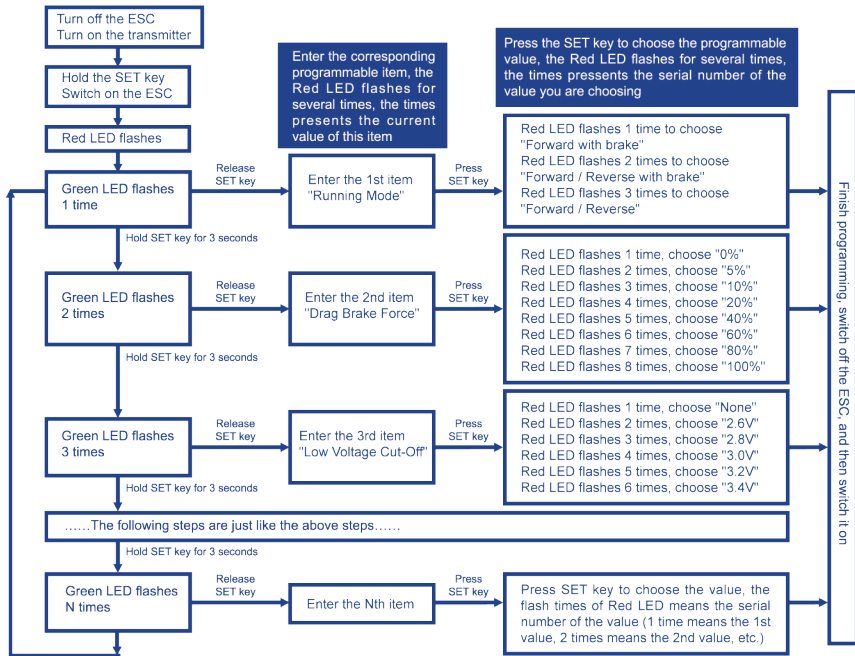 Turn off the ESC
Turn on the transmitter
Hold the SET key
Switch on the ESC
Red LED flashes
Enter the corresponding
programmable item, the
Red LED flashes for
several times, the times
presents the current
value of this item
Press the SET key to choose the programmable
value, the Red LED flashes for several times,
the times pressents the serial number of the
value you are choosing
Green LED flashes
1 time
Release
SET key
Enter the 1st item
"Running Mode"
Press
SET key
Red LED flashes 1 time to choose
"Forward with brake"
Red LED flashes 2 times to choose
"Forward / Reverse with brake"
Red LED flashes 3 times to choose
"Forward / Reverse"
Hold SET key for 3 seconds
Green LED flashes
2 times
Release
SET key
Enter the 2nd item
"Drag Brake Force"
Press
SET key
Red LED flashes 1 time, choose "0%"
Red LED flashes 2 times, choose "5%"
Red LED flashes 3 times, choose "10%"
Red LED flashes 4 times, choose "20%"
Red LED flashes 5 times, choose "40%"
Red LED flashes 6 times, choose "60%"
Red LED flashes 7 times, choose "80%"
Red LED flashes 8 times, choose "100%"
Hold SET key for 3 seconds
Green LED flashes
3 times
Release
SET key
Enter the 3rd item
"Low Voltage Cut-Off"
Press
SET key
Red LED flashes 1 time, choose "None"
Red LED flashes 2 times, choose "2.6V"
Red LED flashes 3 times, choose "2.8V"
Red LED flashes 4 times, choose "3.0V"
Red LED flashes 5 times, choose "3.2V"
Red LED flashes 6 times, choose "3.4V"
Hold SET key for 3 seconds
......The following steps are just like the above steps......
Hold SET key for 3 seconds
Green LED flashes
N times
Release
SET key
Enter the Nth item
Press
SET key
Press SET key to choose the value, the
flash times of Red LED means the serial
number of the value (1 time means the 1st
value, 2 times means the 2nd value, etc.)
Finish programming, switch off the ESC, and then switch it on